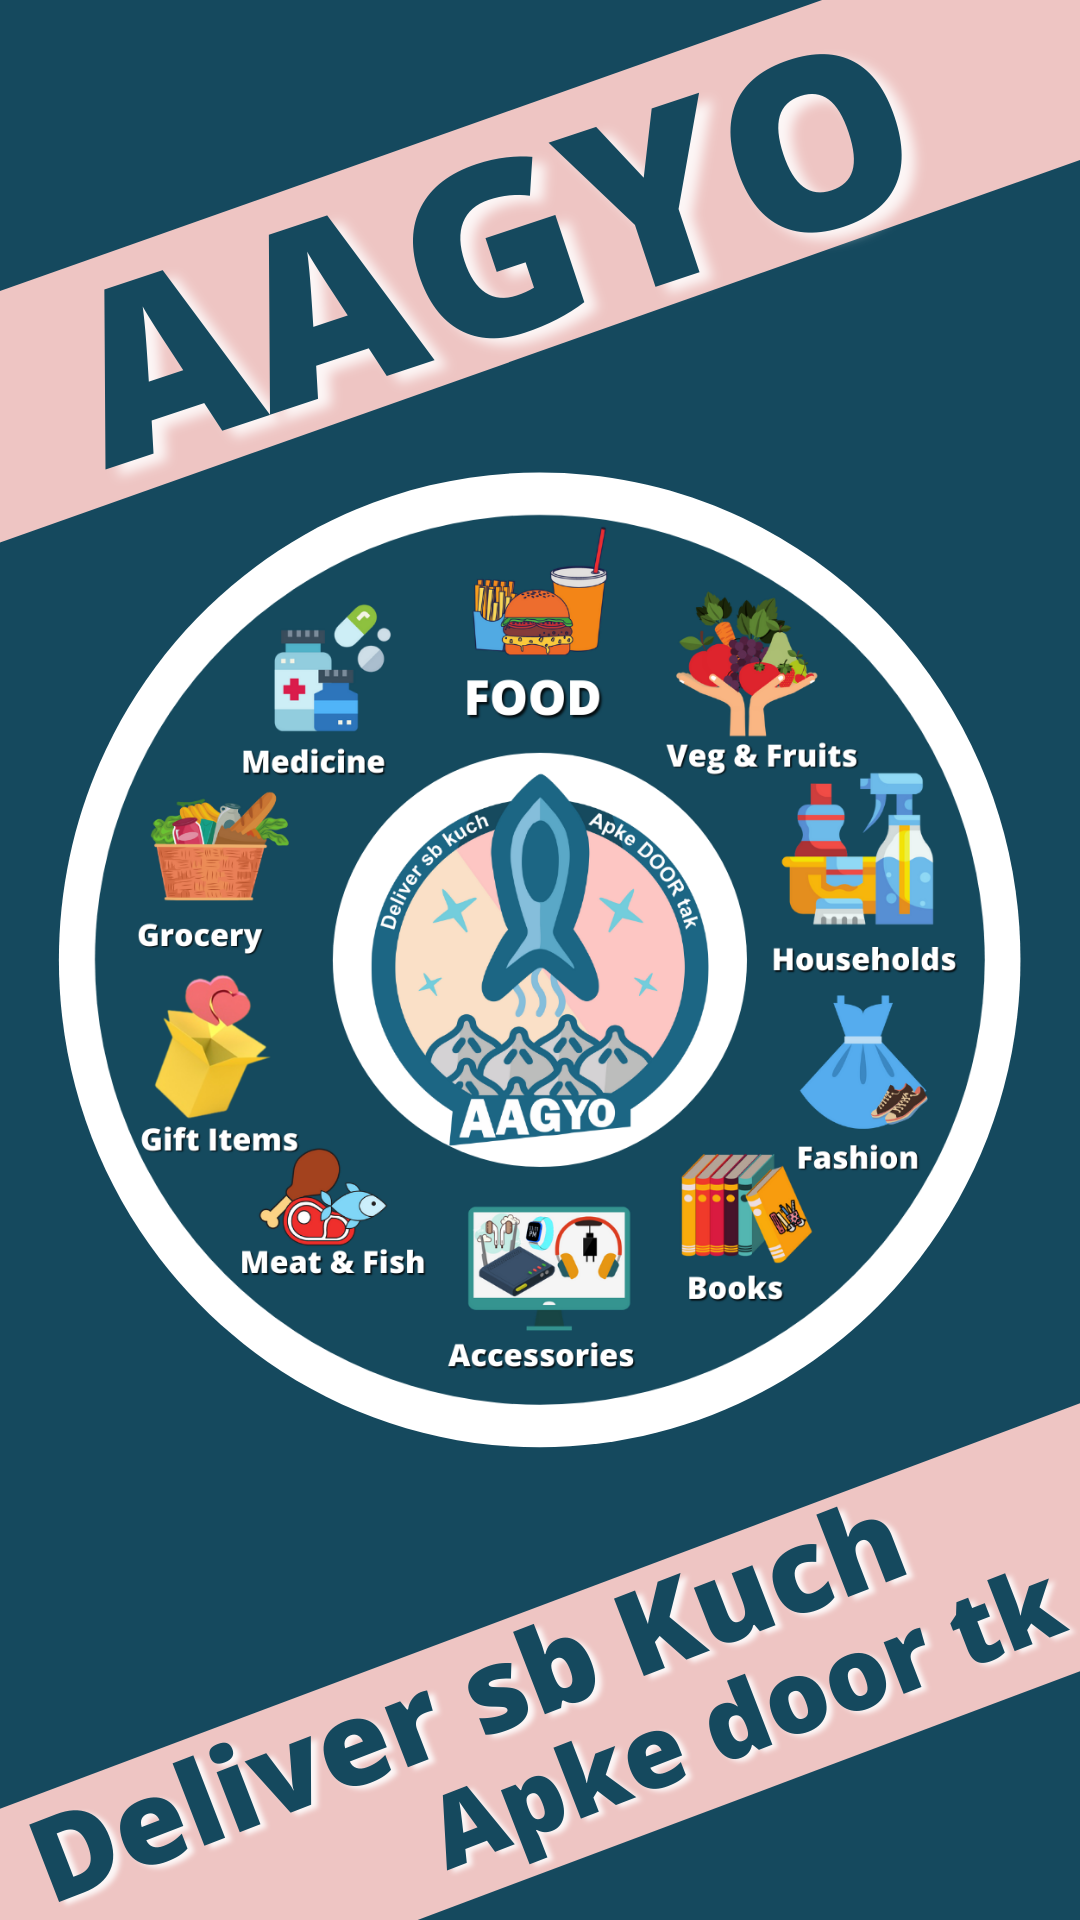 AAGYO
FOOD
Medicine
Veg & Fruits
Deliver sb kuch
Apke DOOR tak
Grocery
Households
Gift Items
AAGYO
Fashion
Meat & Fish
Books
Accessories
Deliver sb Kuch
Apke door tk